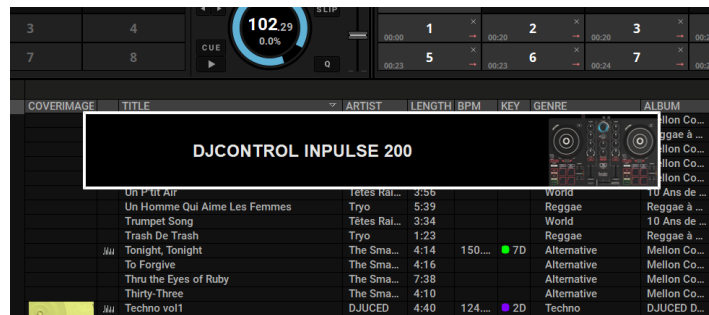 SLIP
3 4
102.29
0.0%
CUE
Q
7 8
1 2 3
00:00 00:20 00:20
5 6 7
00:23 00:23 00:24
COVERIMAGE TITLE ARTIST LENGTH BPM KEY GENRE ALBUM
DJCONTROL INPULSE 200
Un P'tit Air Têtes Rai... 3:56 World 10 Ans de ...
Un Homme Qui Aime Les Femmes Tryo 5:39 Reggae Reggae à ...
Trumpet Song Têtes Rai... 3:34 World 10 Ans de ...
Trash De Trash Tryo 1:23 Reggae Reggae à ...
Tonight, Tonight The Sma... 4:14 150.... 7D Alternative Mellon Co...
To Forgive The Sma... 4:16 Alternative Mellon Co...
Thru the Eyes of Ruby The Sma... 7:38 Alternative Mellon Co...
Thirty-Three The Sma... 4:10 Alternative Mellon Co...
Techno vol1 DJUCED 4:40 124.... 2D Techno DJUCED D...